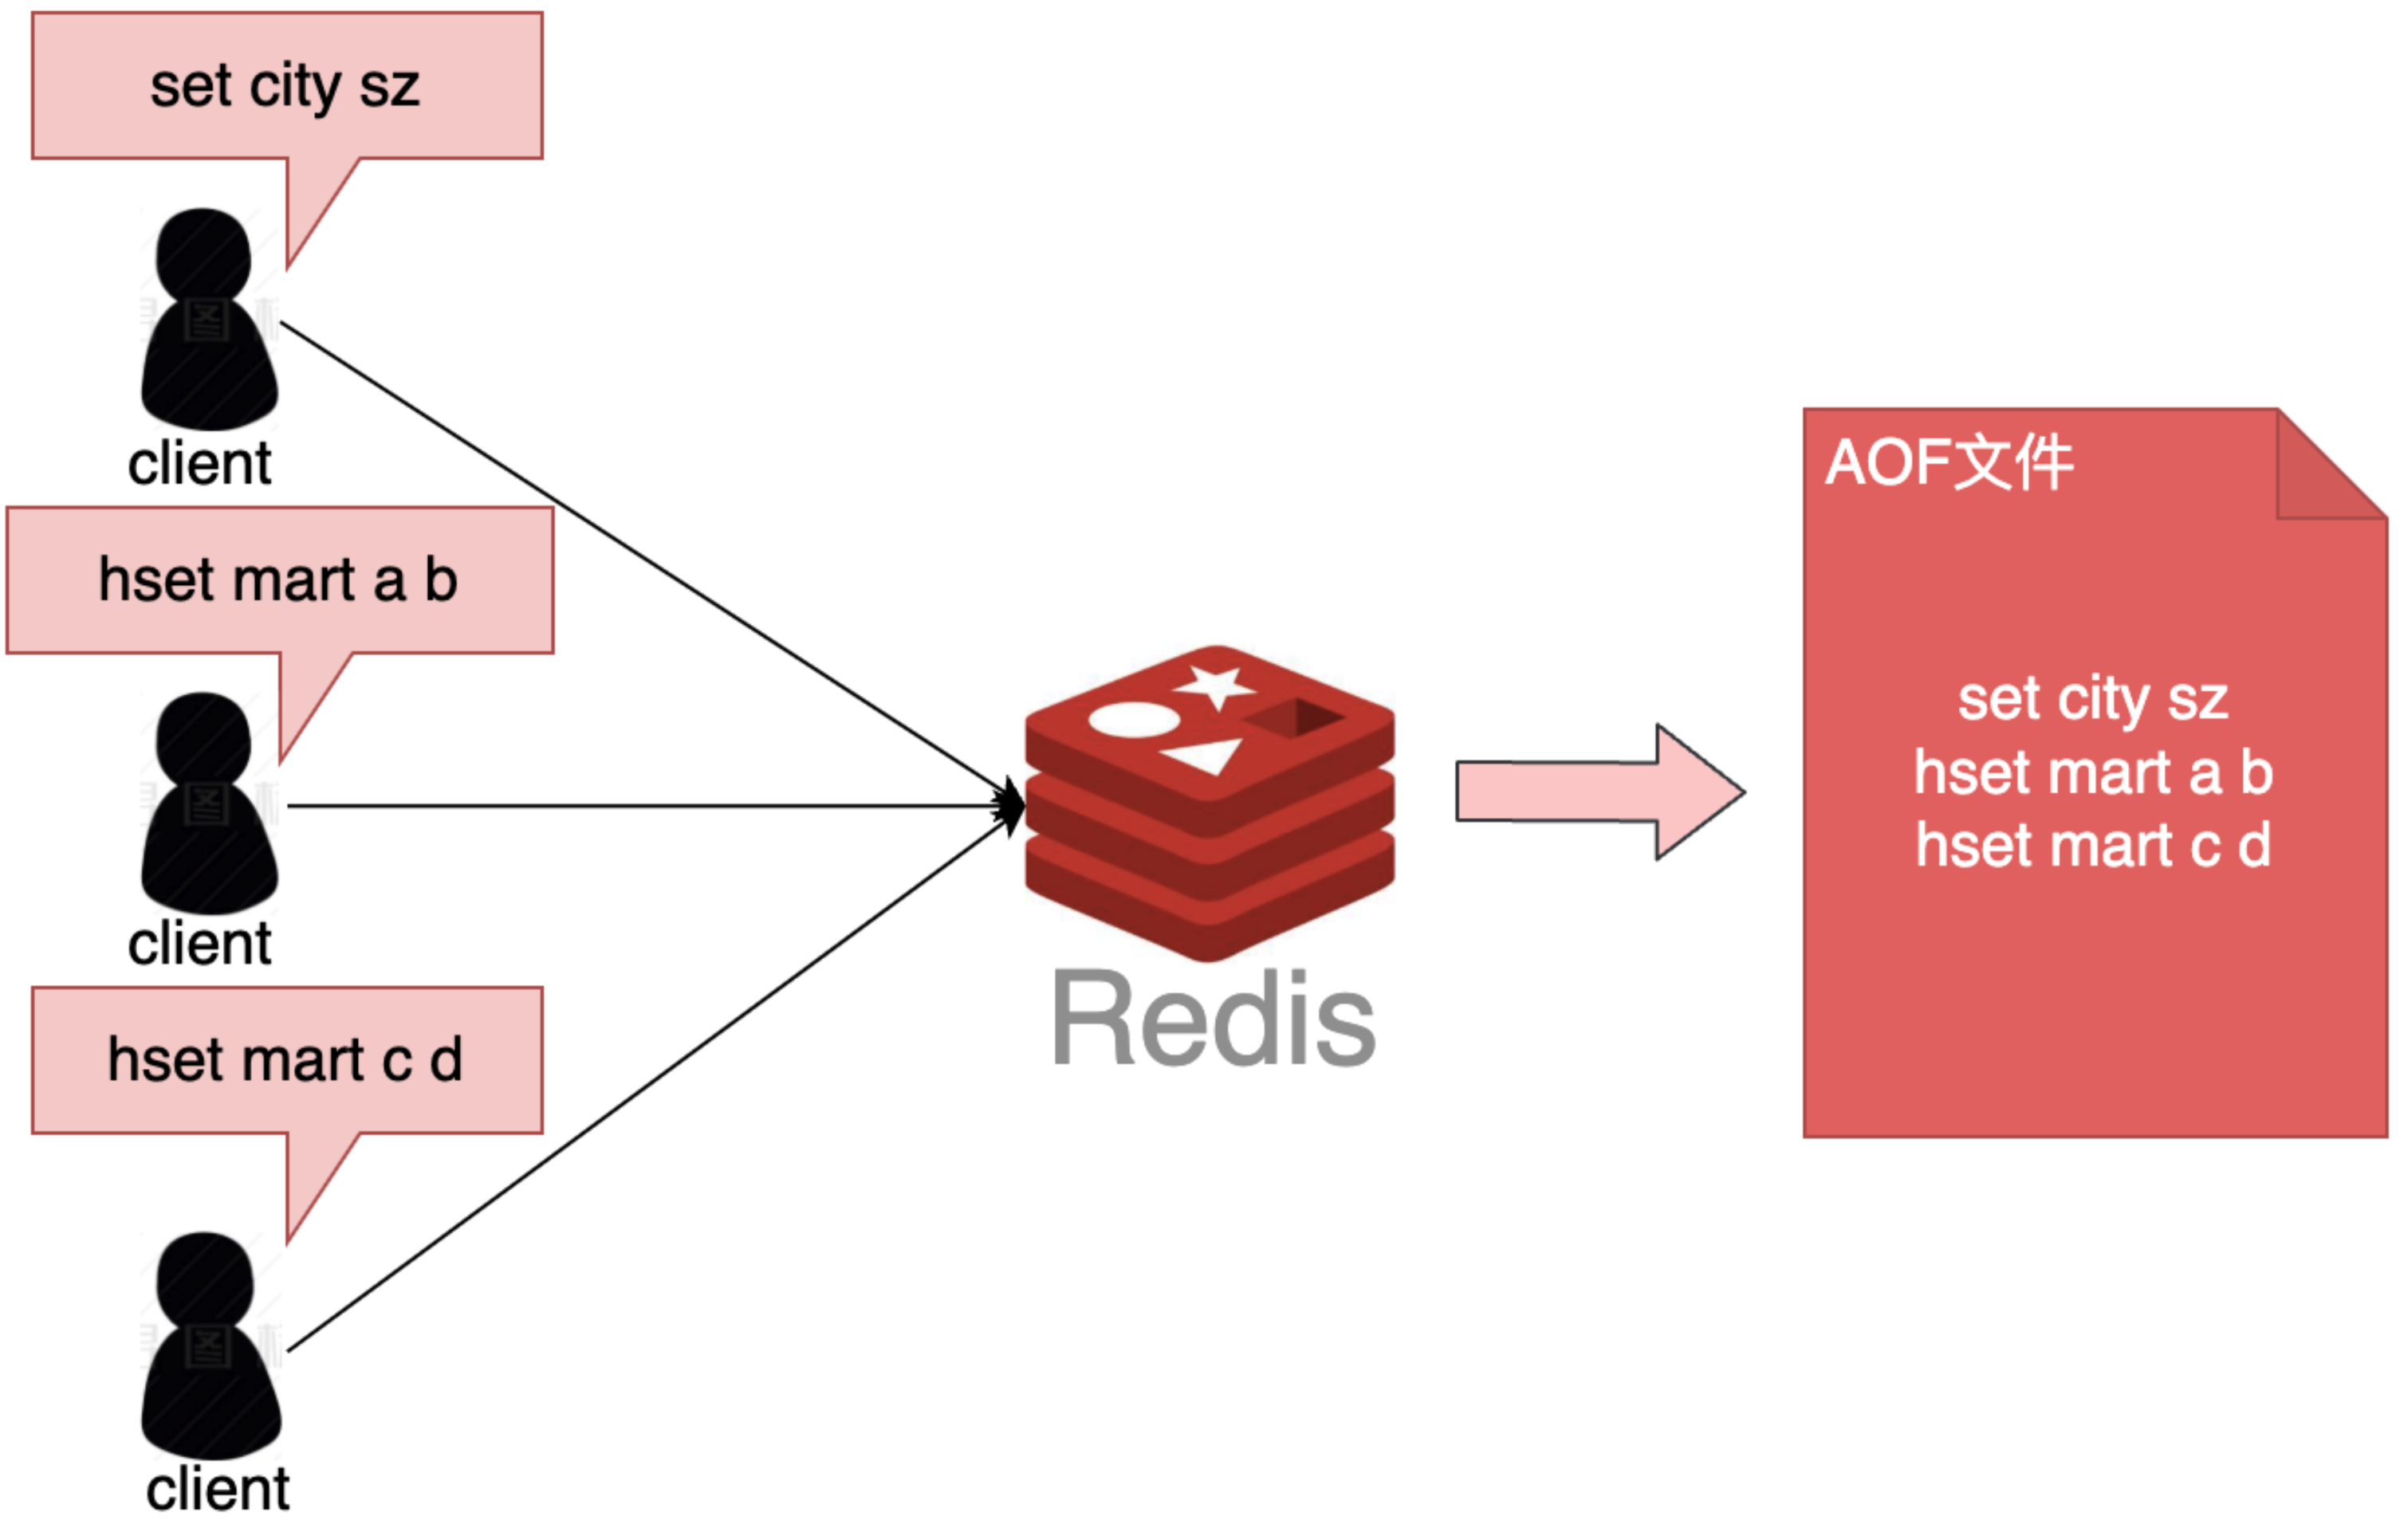 set city sz
client
hset mart a b
client
hset mart c d
client
Redis
AOF文件
set city sz
hset mart a b
hset mart c d